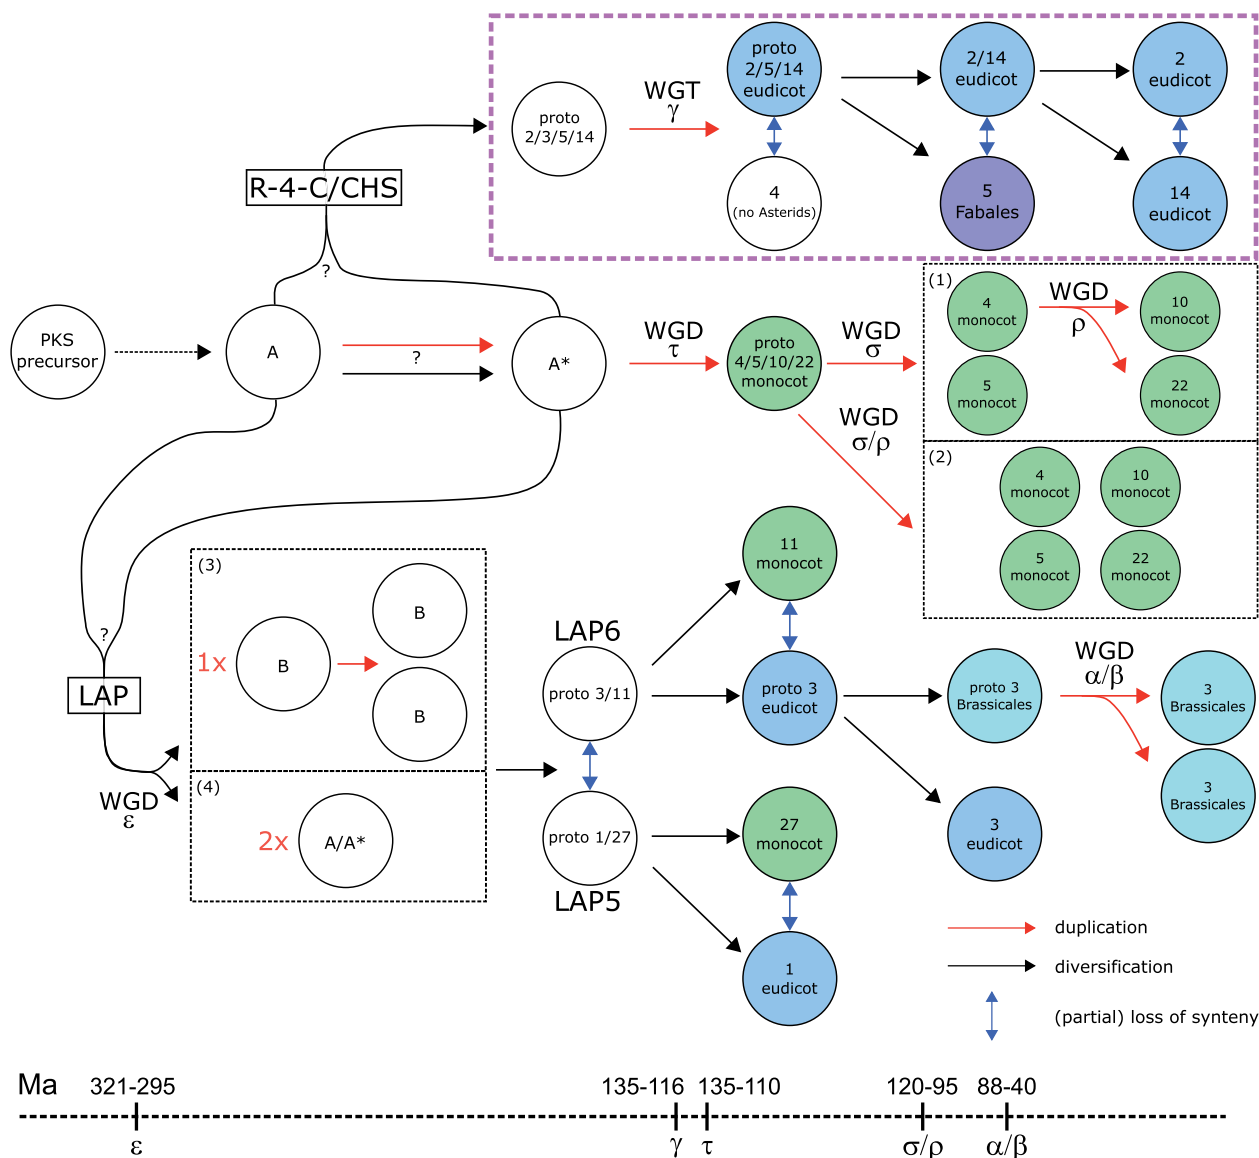 proto
2/3/5/14
WGT
γ
proto
2/5/14
eudicot
2/14
eudicot
2
eudicot
4
(no Asterids)
5
Fabales
14
eudicot
R-4-C/CHS
?
PKS
precursor
A
?
A*
WGD
τ
proto
4/5/10/22
monocot
WGD
σ
WGD
σ/ρ
(1)
4
monocot
WGD
ρ
10
monocot
5
monocot
22
monocot
(2)
4
monocot
10
monocot
5
monocot
22
monocot
?
LAP
WGD
ε
(3)
1x
B
B
B
(4)
2x
A/A*
LAP6
proto 3/11
proto 1/27
LAP5
11
monocot
proto 3
eudicot
proto 3
Brassicales
WGD
α/β
3
Brassicales
3
Brassicales
27
monocot
3
eudicot
1
eudicot
duplication
diversification
(partial) loss of synteny
Ma
321-295
135-116
135-110
120-95
88-40
ε
γ
τ
σ/ρ
α/β